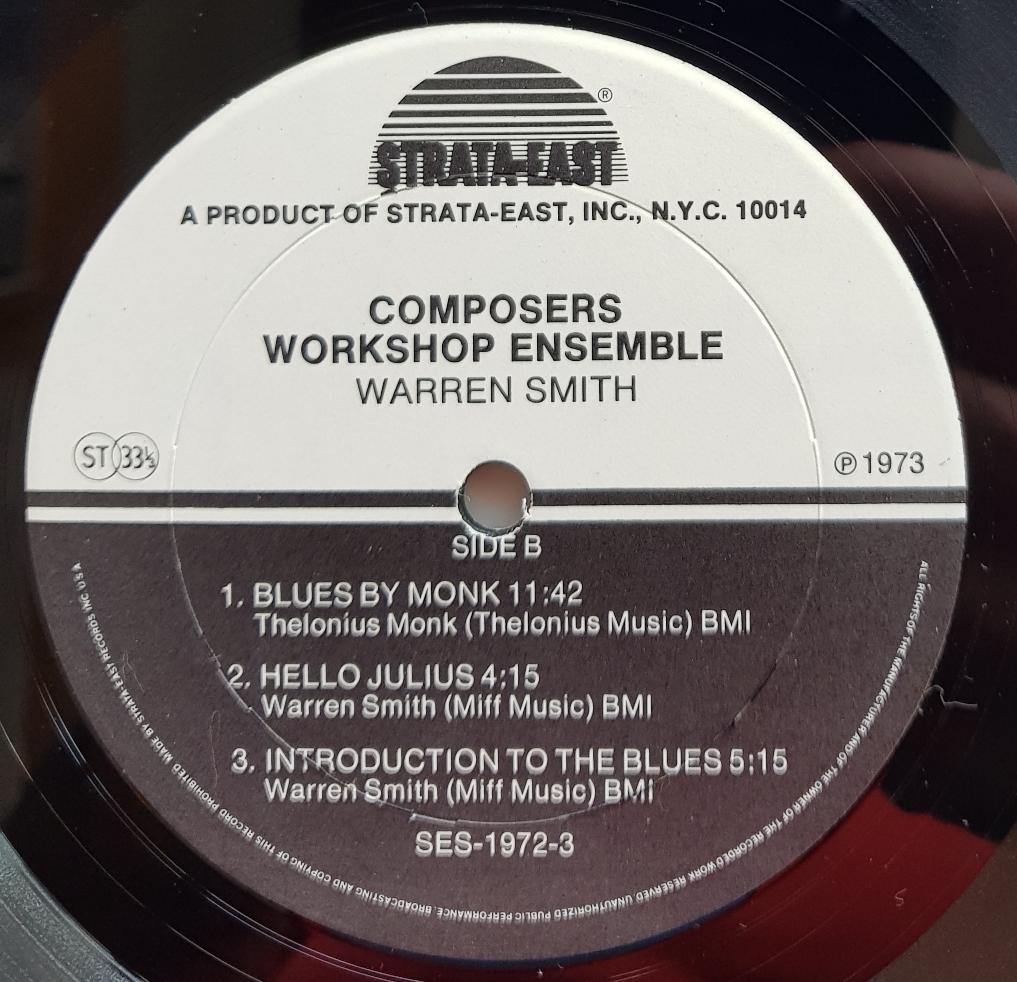 STRATA-EAST ®
A PRODUCT OF STRATA-EAST, INC., N.Y.C. 10014
COMPOSERS
WORKSHOP ENSEMBLE
WARREN SMITH
ST 33⅓
℗ 1973
SIDE B
1. BLUES BY MONK 11:42
Thelonius Monk (Thelonius Music) BMI
2. HELLO JULIUS 4:15
Warren Smith (Miff Music) BMI
3. INTRODUCTION TO THE BLUES 5:15
Warren Smith (Miff Music) BMI
SES-1972-3
ALL RIGHTS OF THE MANUFACTURER AND OF THE OWNER OF THE RECORDED WORK RESERVED. UNAUTHORIZED PUBLIC PERFORMANCE, BROADCASTING AND COPYING OF THIS RECORD PROHIBITED MADE BY STRATA-EAST RECORDS INC USA